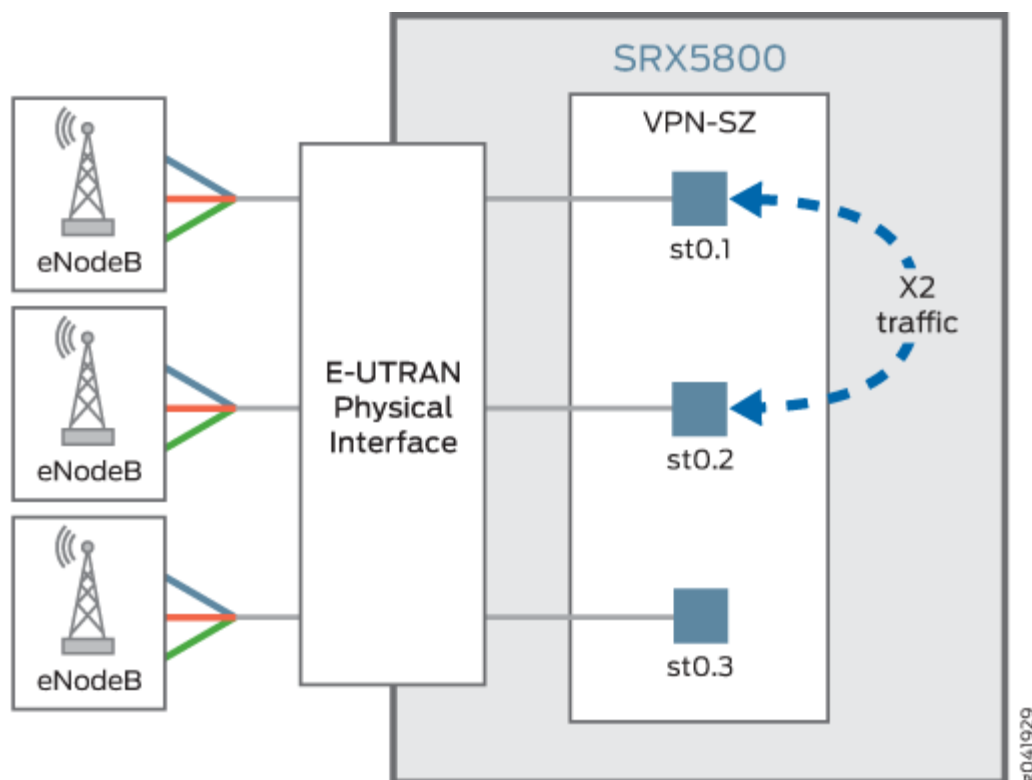 SRX5800
VPN-SZ
eNodeB
st0.1
X2
traffic
E-UTRAN
Physical
Interface
eNodeB
st0.2
eNodeB
st0.3
g041929